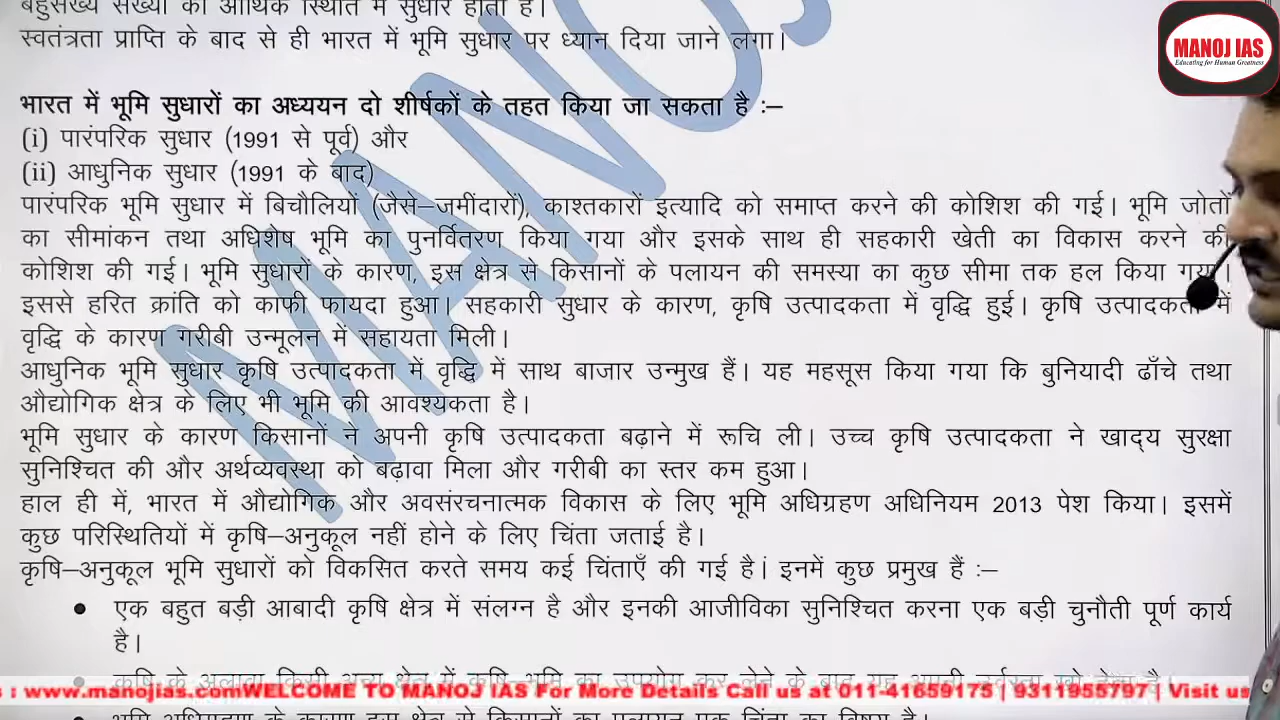 बहुसंख्य संख्या की आर्थिक स्थिति में सुधार होता है।
स्वतंत्रता प्राप्ति के बाद से ही भारत में भूमि सुधार पर ध्यान दिया जाने लगा।
भारत में भूमि सुधारों का अध्ययन दो शीर्षकों के तहत किया जा सकता है :–
(i) पारंपरिक सुधार (1991 से पूर्व) और
(ii) आधुनिक सुधार (1991 के बाद)
पारंपरिक भूमि सुधार में बिचौलियों (जैसे–जमींदारों), काश्तकारों इत्यादि को समाप्त करने की कोशिश की गई। भूमि जोतों
का सीमांकन तथा अधिशेष भूमि का पुनर्वितरण किया गया और इसके साथ ही सहकारी खेती का विकास करने की
कोशिश की गई। भूमि सुधारों के कारण, इस क्षेत्र से किसानों के पलायन की समस्या का कुछ सीमा तक हल किया गया।
इससे हरित क्रांति को काफी फायदा हुआ। सहकारी सुधार के कारण, कृषि उत्पादकता में वृद्धि हुई। कृषि उत्पादकता में
वृद्धि के कारण गरीबी उन्मूलन में सहायता मिली।
आधुनिक भूमि सुधार कृषि उत्पादकता में वृद्धि में साथ बाजार उन्मुख हैं। यह महसूस किया गया कि बुनियादी ढाँचे तथा
औद्योगिक क्षेत्र के लिए भी भूमि की आवश्यकता है।
भूमि सुधार के कारण किसानों ने अपनी कृषि उत्पादकता बढ़ाने में रूचि ली। उच्च कृषि उत्पादकता ने खाद्य सुरक्षा
सुनिश्चित की और अर्थव्यवस्था को बढ़ावा मिला और गरीबी का स्तर कम हुआ।
हाल ही में, भारत में औद्योगिक और अवसंरचनात्मक विकास के लिए भूमि अधिग्रहण अधिनियम 2013 पेश किया। इसमें
कुछ परिस्थितियों में कृषि–अनुकूल नहीं होने के लिए चिंता जताई है।
कृषि–अनुकूल भूमि सुधारों को विकसित करते समय कई चिंताएँ की गई है। इनमें कुछ प्रमुख हैं :–
• एक बहुत बड़ी आबादी कृषि क्षेत्र में संलग्न है और इनकी आजीविका सुनिश्चित करना एक बड़ी चुनौती पूर्ण कार्य
है।
: www.manojias.comWELCOME TO MANOJ IAS For More Details Call us at 011-41659175 | 9311955797 | Visit us
MANOJ
MANOJ IAS
Educating for Human Greatness